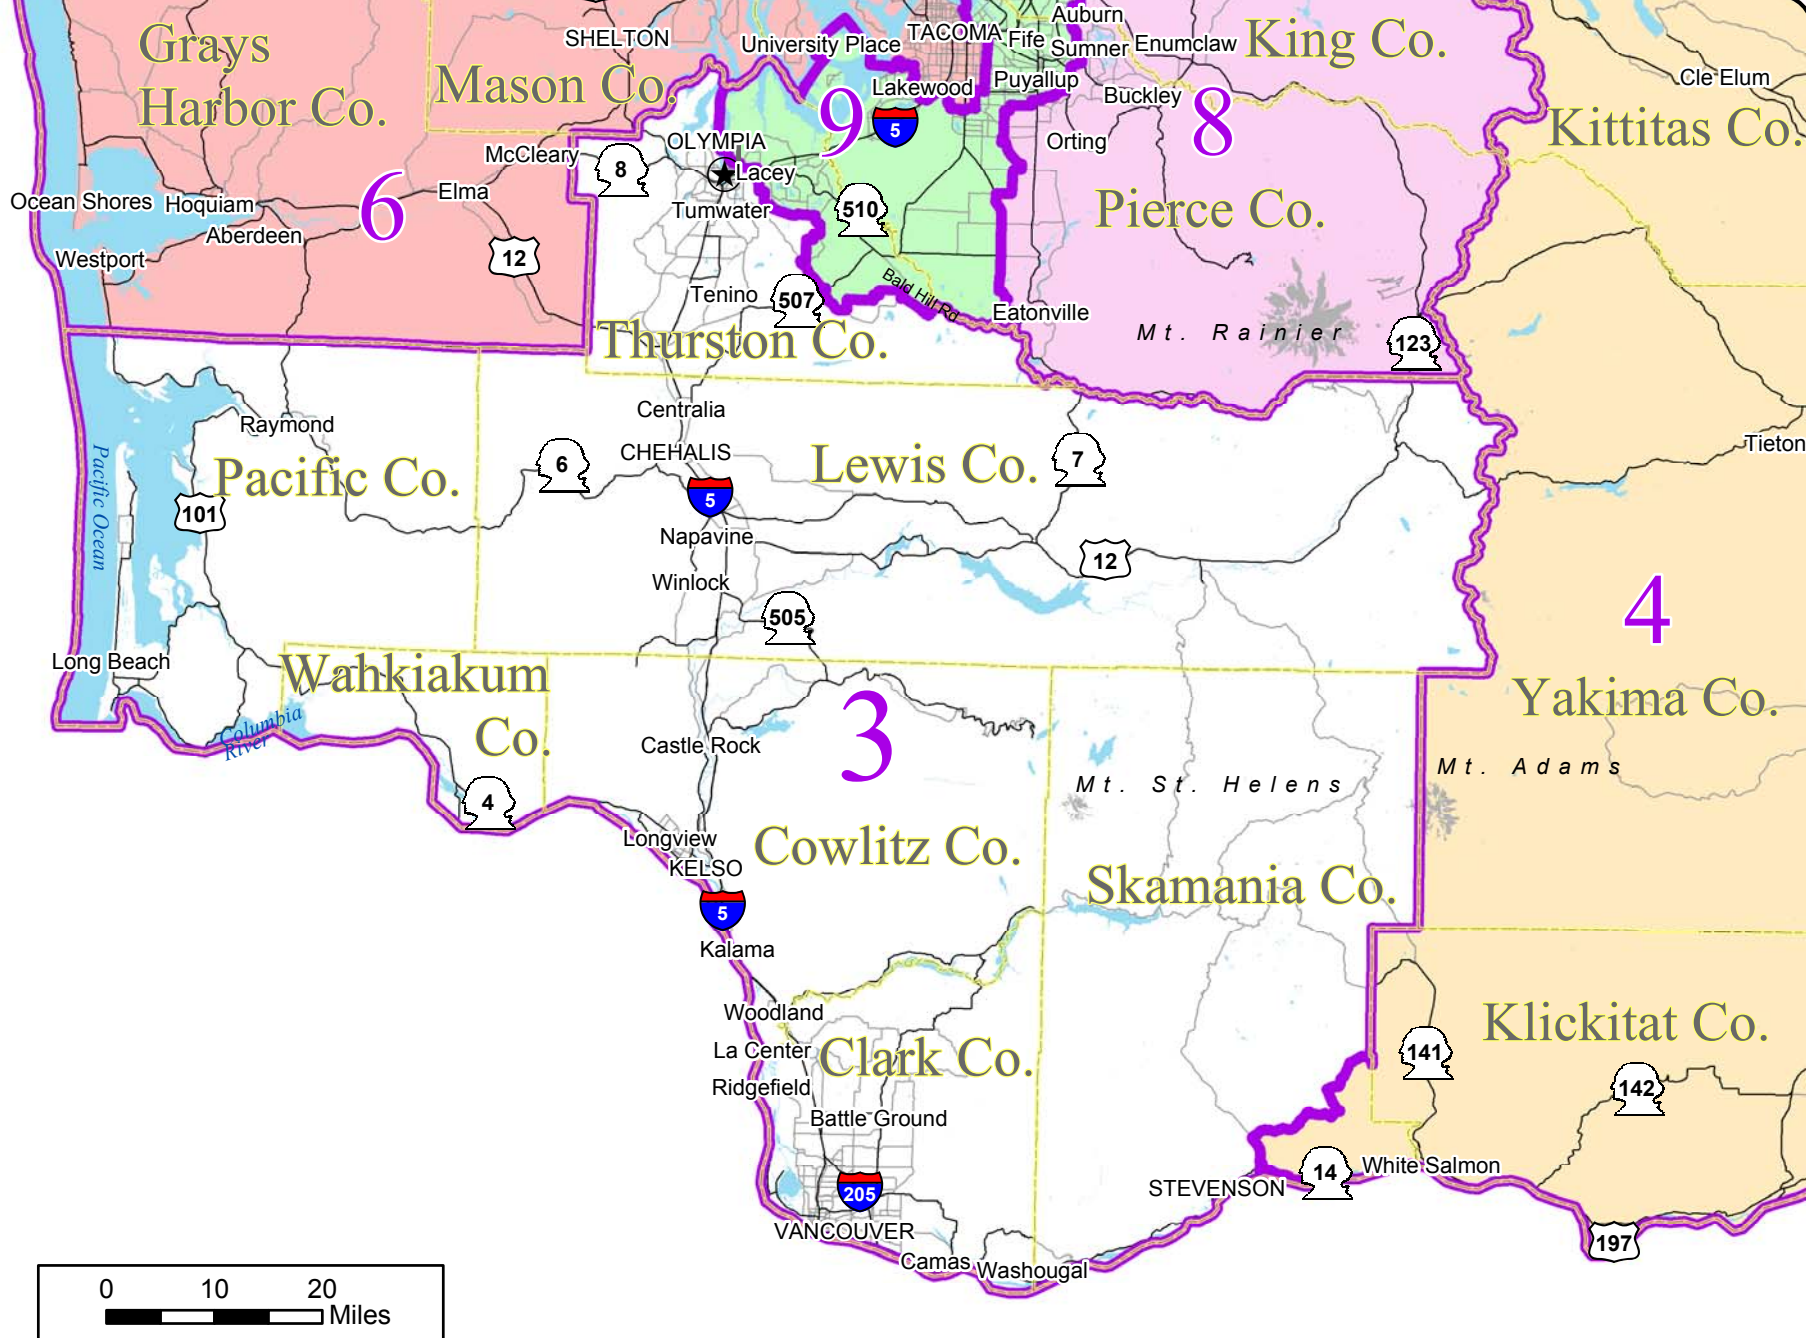 Auburn
TACOMA
Fife
SHELTON
University Place
Sumner
Enumclaw
King Co.
Grays
Harbor Co.
Mason Co.
Puyallup
Cle Elum
Lakewood
Buckley
9
5
8
Kittitas Co.
OLYMPIA
Orting
McCleary
8
Lacey
Elma
Ocean Shores
Hoquiam
6
Tumwater
510
Pierce Co.
Aberdeen
Westport
12
Bald Hill Rd
Tenino
507
Eatonville
Mt. Rainier
123
Thurston Co.
Centralia
Raymond
CHEHALIS
Tieton
Pacific Ocean
Pacific Co.
6
Lewis Co.
7
101
5
Napavine
12
Winlock
505
4
Long Beach
Wahkiakum
Co.
Columbia
River
3
Yakima Co.
Castle Rock
Mt. Adams
Mt. St. Helens
4
Longview
Cowlitz Co.
KELSO
Skamania Co.
5
Kalama
Woodland
Klickitat Co.
La Center
Clark Co.
141
Ridgefield
142
Battle Ground
14
White Salmon
STEVENSON
205
VANCOUVER
197
Camas
Washougal
0 10 20
Miles